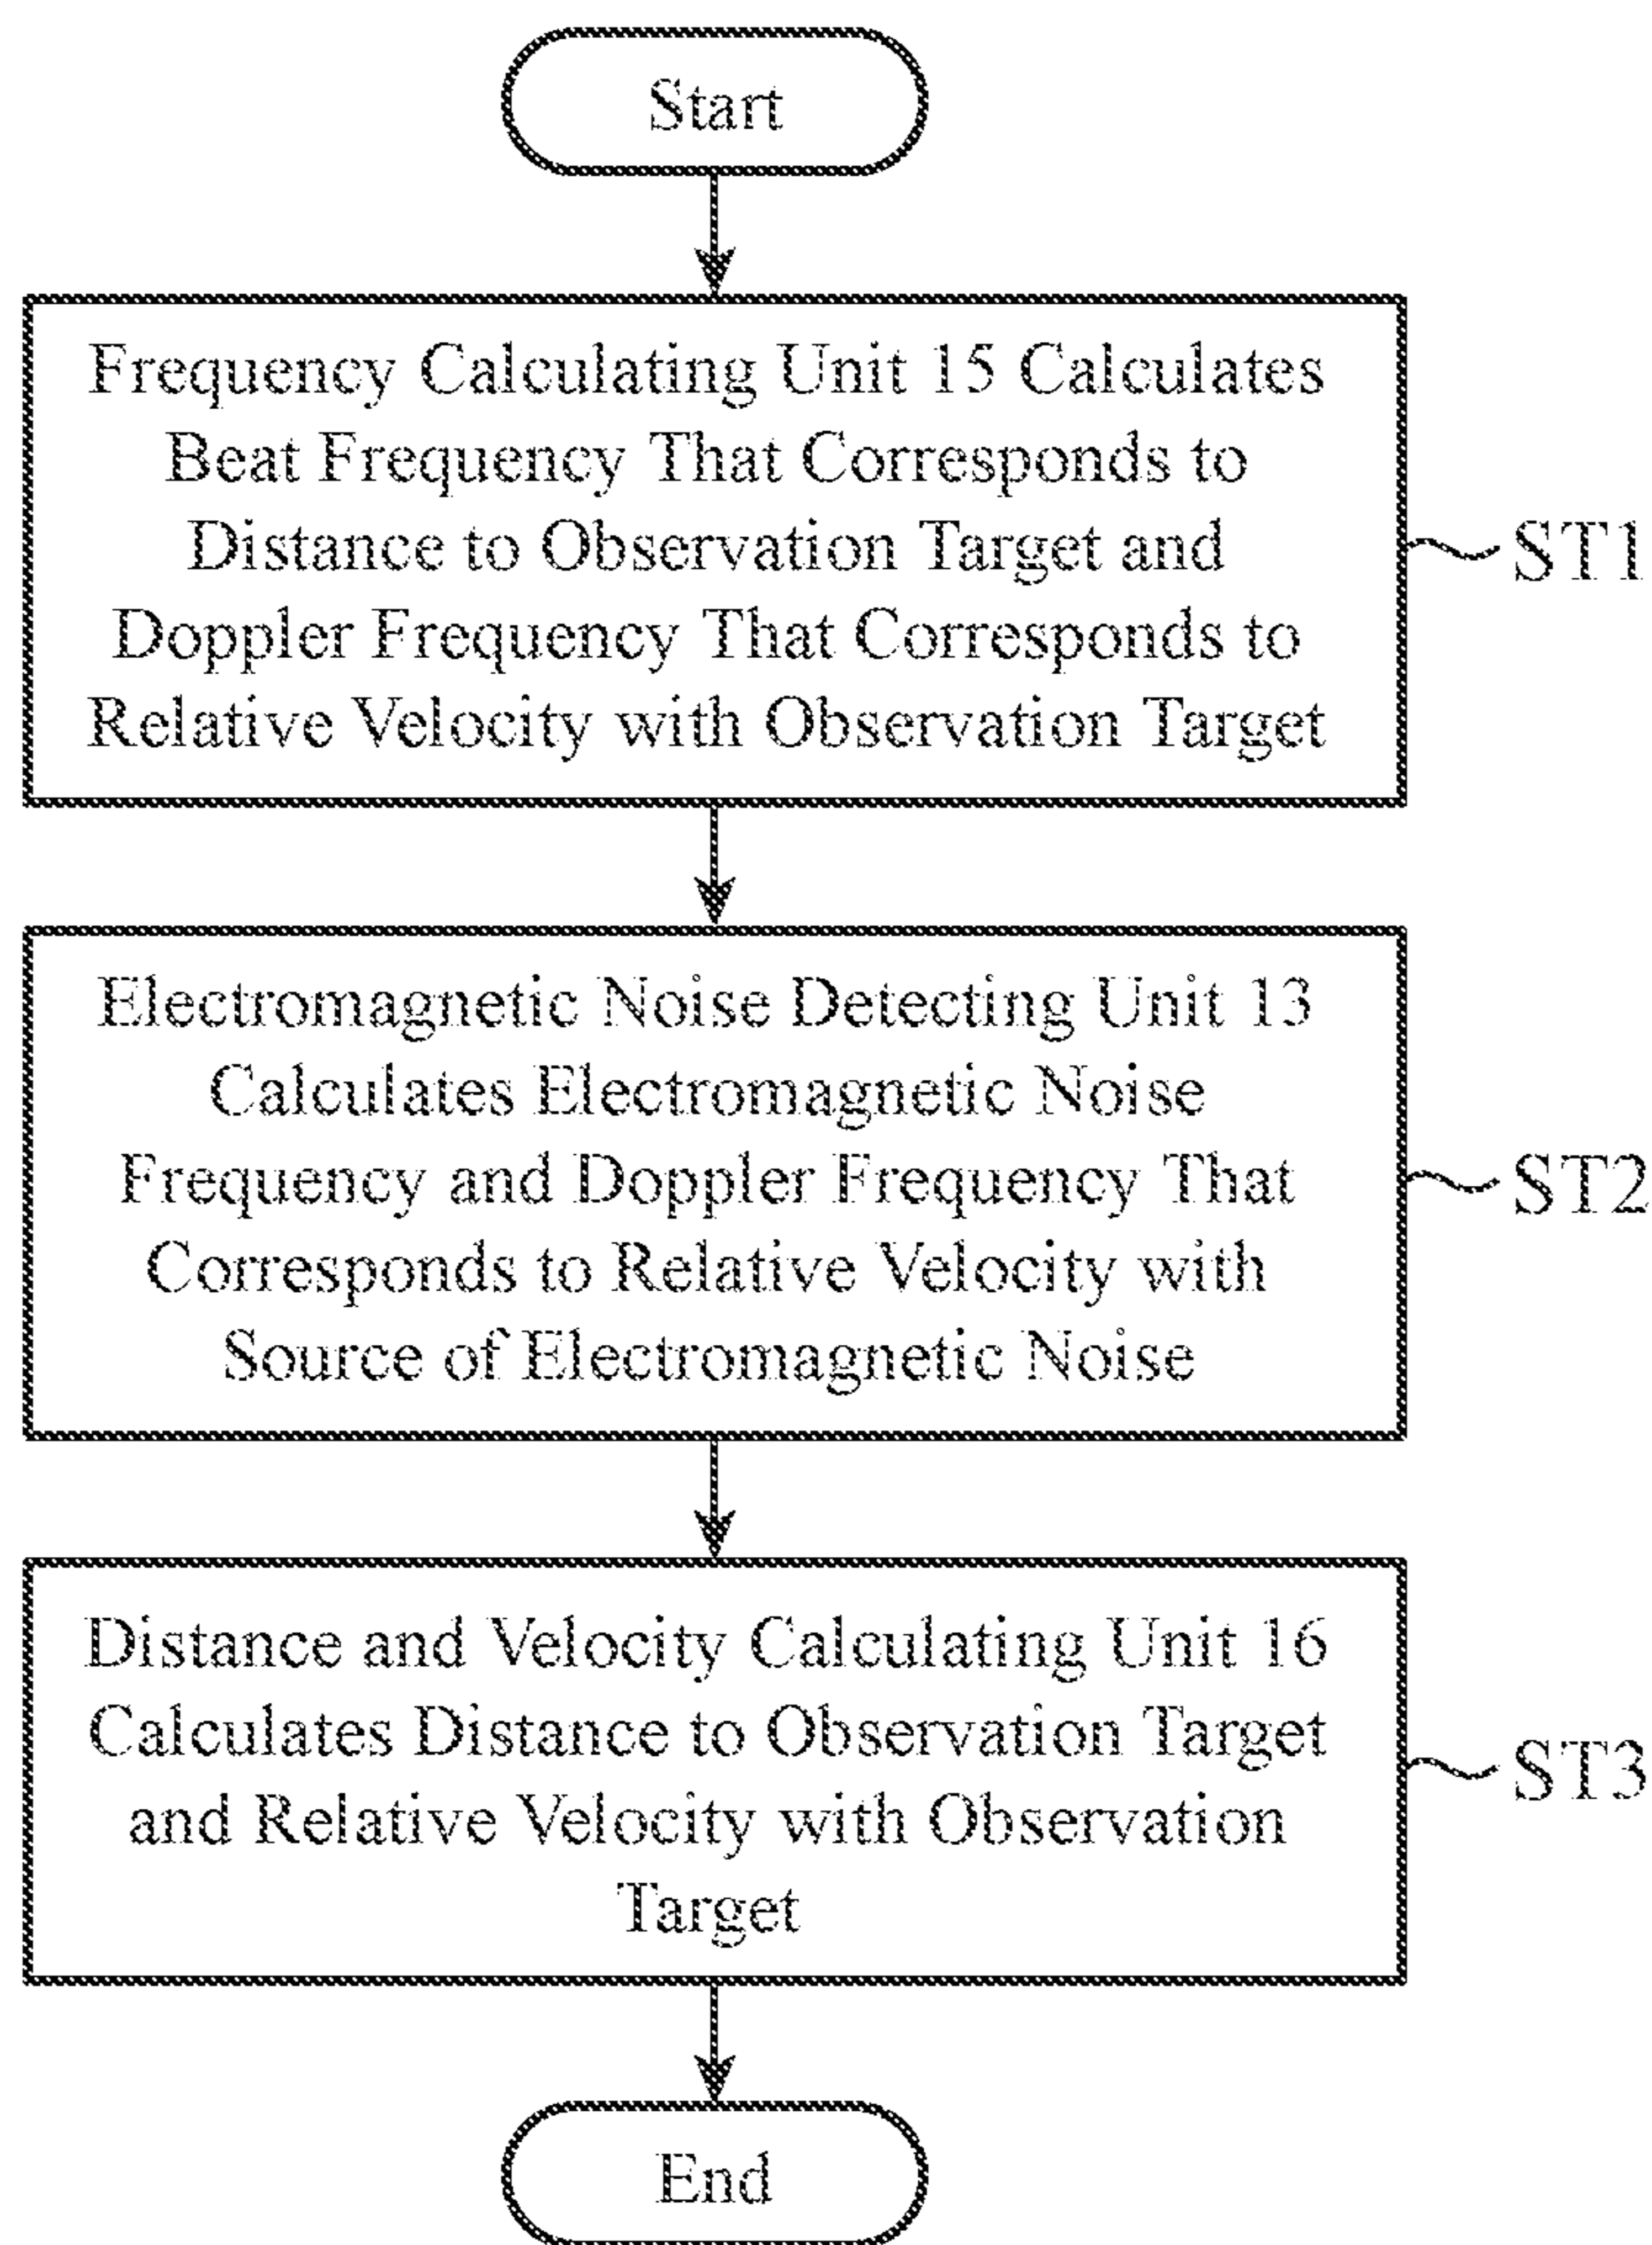 Start
Frequency Calculating Unit 15 Calculates
Beat Frequency That Corresponds to
Distance to Observation Target and
Doppler Frequency That Corresponds to
Relative Velocity with Observation Target
ST1
Electromagnetic Noise Detecting Unit 13
Calculates Electromagnetic Noise
Frequency and Doppler Frequency That
Corresponds to Relative Velocity with
Source of Electromagnetic Noise
ST2
Distance and Velocity Calculating Unit 16
Calculates Distance to Observation Target
and Relative Velocity with Observation
Target
ST3
End